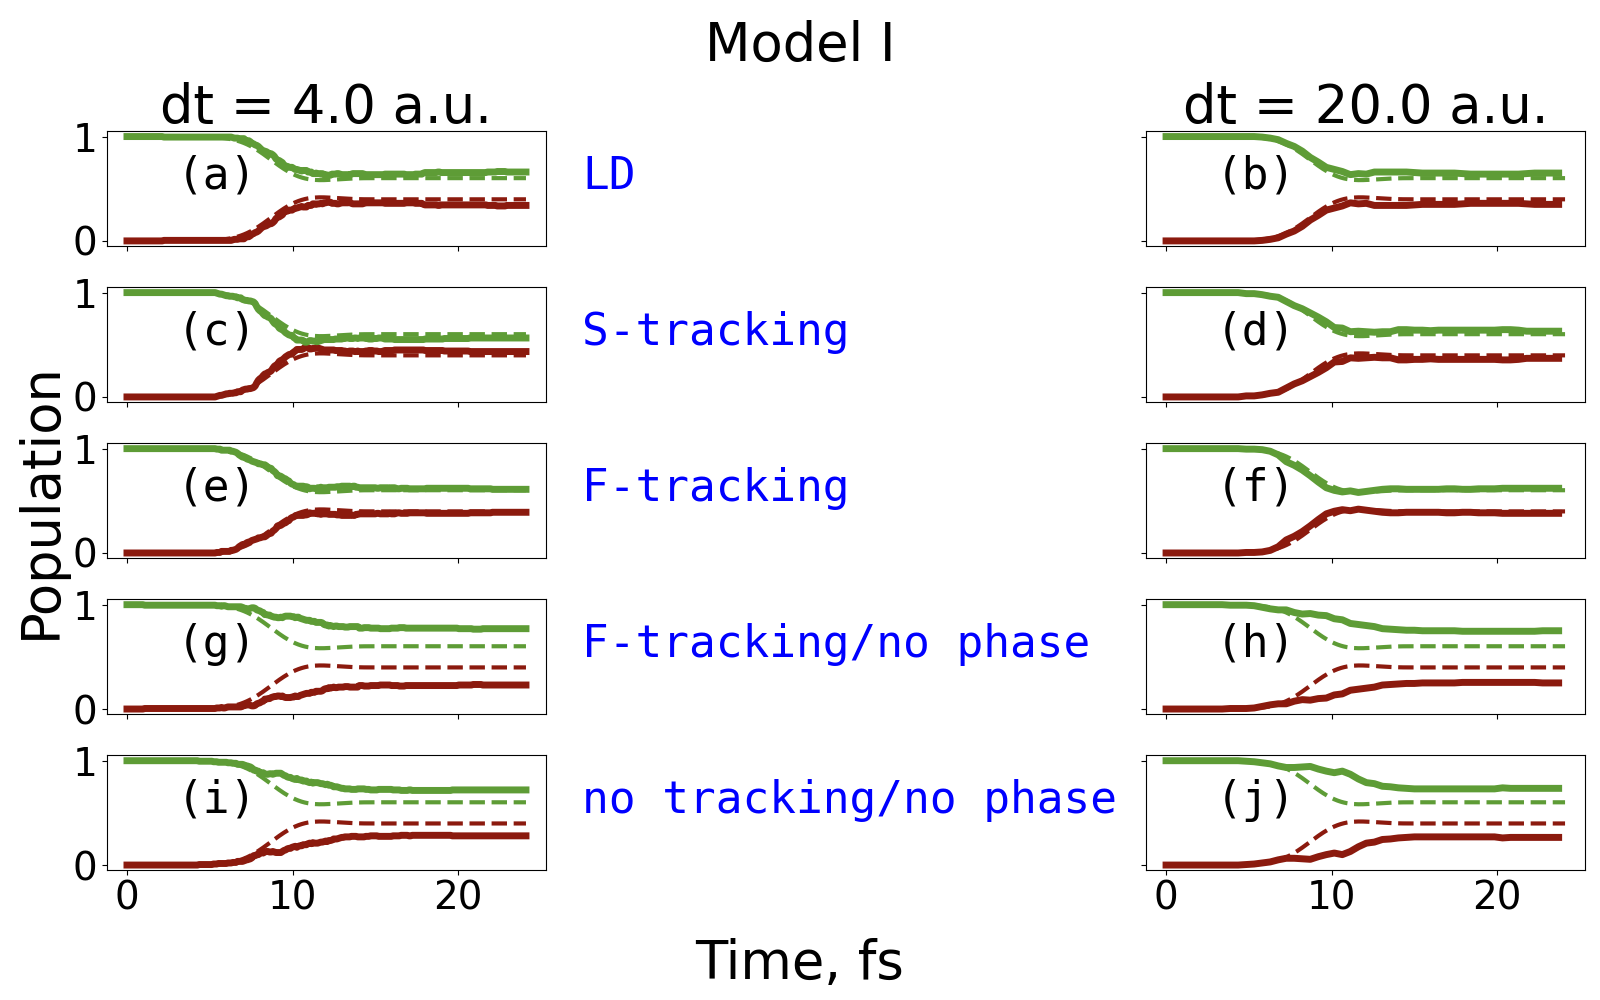 Model I
dt = 4.0 a.u.
dt = 20.0 a.u.
1
0
(a)
LD
(b)
1
0
(c)
S-tracking
(d)
Population
1
0
(e)
F-tracking
(f)
1
0
(g)
F-tracking/no phase
(h)
1
0
(i)
no tracking/no phase
(j)
0 10 20
0 10 20
Time, fs